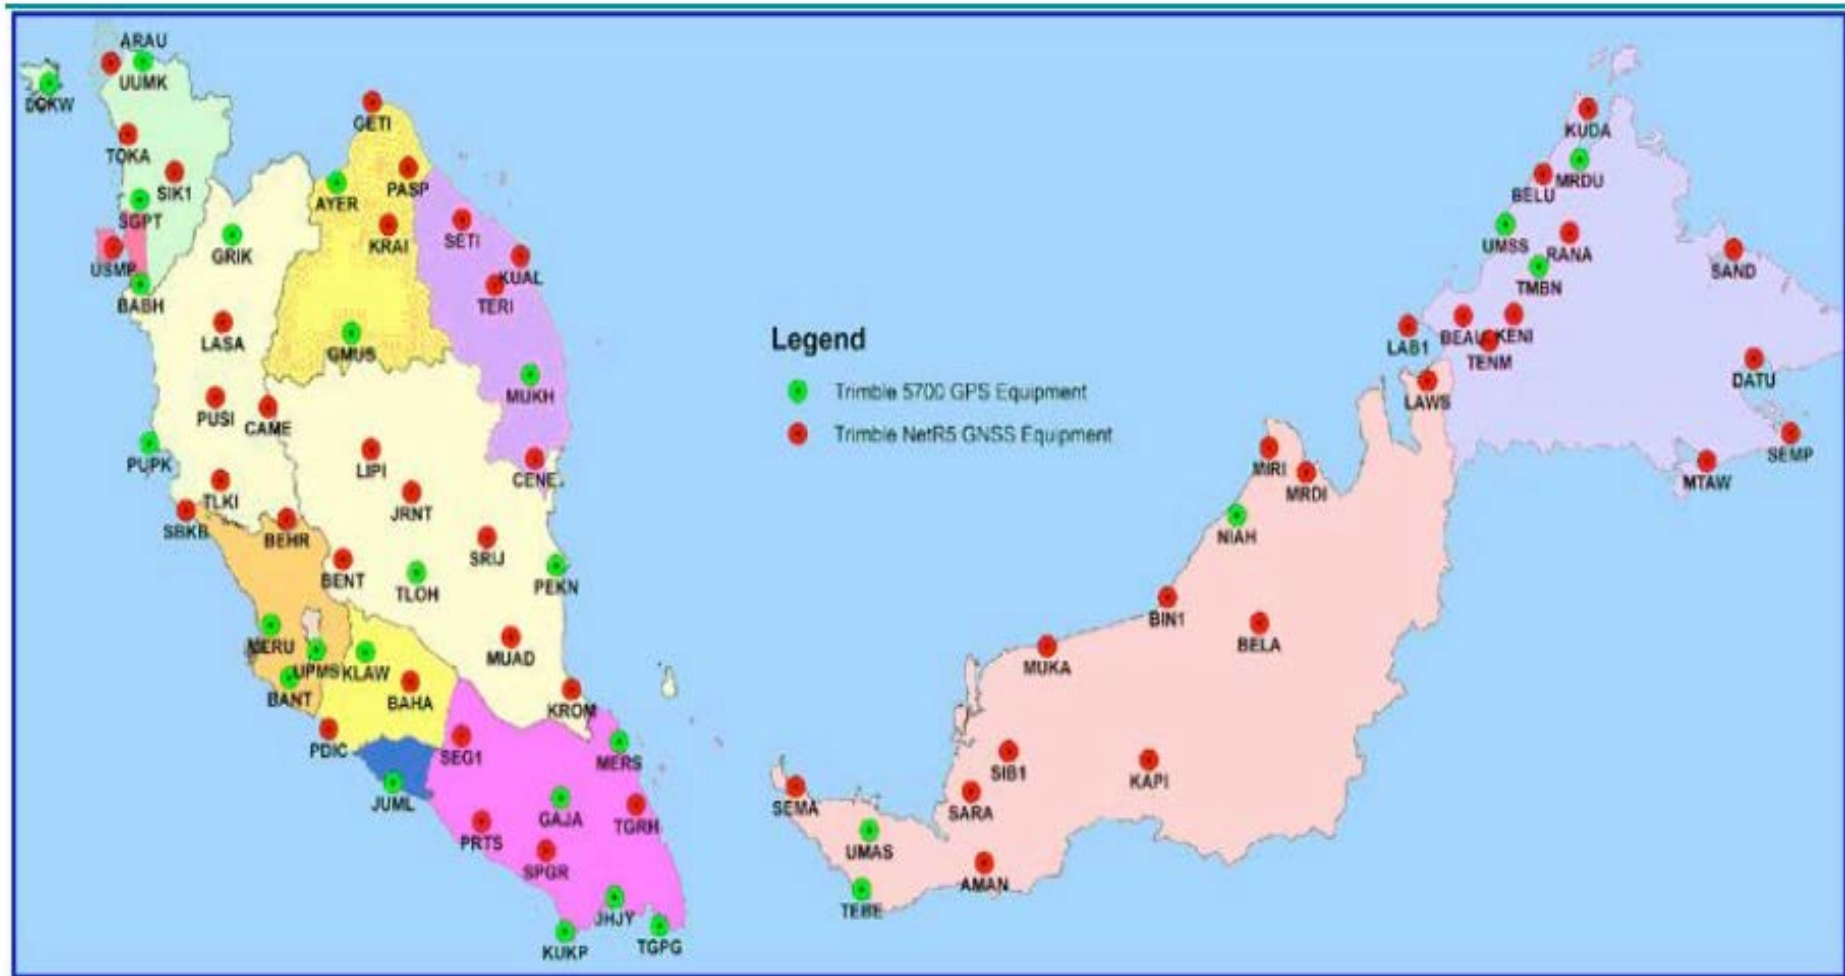 ARAU
UUMK
DQKW
TOKA
SIK1
SGPT
USMP
BABH
GETI
AYER
PASP
KRAI
GRIK
SETI
KUAL
TERI
LASA
GMUS
MUKH
PUSI
CAME
PUPK
LIPI
CENE
TLKI
JRNT
SBKB
BEHR
SRIJ
BENT
TLOH
PEKN
MERU
UPMS
KLAW
MUAD
BANT
BAHA
KROM
PDIC
SEG1
MERS
JUML
GAJA
TGRH
PRTS
SPGR
JHJY
KUKP
TGPG
Legend
Trimble 5700 GPS Equipment
Trimble NetR5 GNSS Equipment
KUDA
MRDU
BELU
UMSS
RANA
SAND
TMBN
LAB1
BEAU
KENI
TENM
DATU
LAWS
SEMP
MTAW
MIRI
MRDI
NIAH
BIN1
BELA
MUKA
SIB1
KAPI
SEMA
SARA
UMAS
AMAN
TEBE